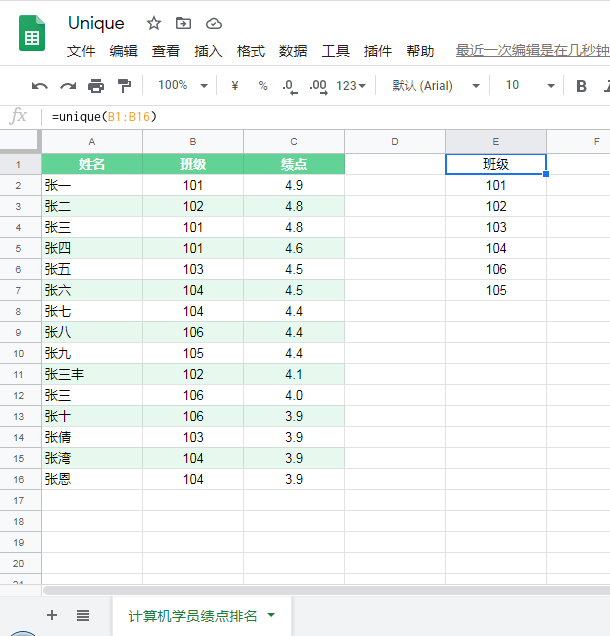 Unique
文件 编辑 查看 插入 格式 数据 工具 插件 帮助 最近一次编辑是在几秒钟
100% ¥ % .0 .00 123 默认 (Arial) 10 B
fx =unique(B1:B16)
A B C D E F
1 姓名 班级 绩点 班级
2 张一 101 4.9 101
3 张二 102 4.8 102
4 张三 101 4.8 103
5 张四 101 4.6 104
6 张五 103 4.5 106
7 张六 104 4.5 105
8 张七 104 4.4
9 张八 106 4.4
10 张九 105 4.4
11 张三丰 102 4.1
12 张三 106 4.0
13 张十 106 3.9
14 张倩 103 3.9
15 张湾 104 3.9
16 张恩 104 3.9
17
18
19
20
21
计算机学员绩点排名